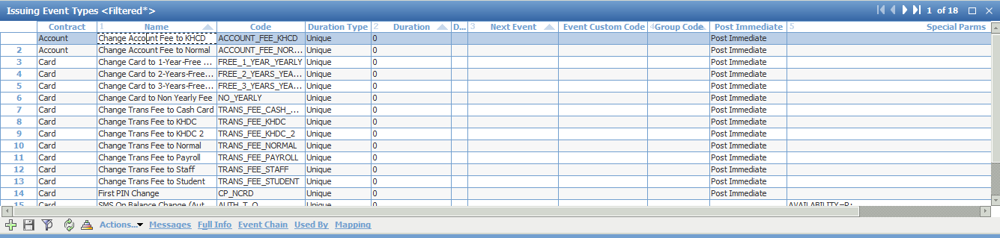 Issuing Event Types <Filtered*> 1 of 18
Contract 1 Name Code Duration Type 2 Duration D... 3 Next Event Event Custom Code 4 Group Code Post Immediate 5 Special Parms
Account Change Account Fee to KHCD ACCOUNT_FEE_KHCD Unique 0 Post Immediate
2 Account Change Account Fee to Normal ACCOUNT_FEE_NOR... Unique 0 Post Immediate
3 Card Change Card to 1-Year-Free ... FREE_1_YEAR_YEARLY Unique 0 Post Immediate
4 Card Change Card to 2-Years-Free... FREE_2_YEARS_YEA... Unique 0 Post Immediate
5 Card Change Card to 3-Years-Free... FREE_3_YEARS_YEA... Unique 0 Post Immediate
6 Card Change Card to Non Yearly Fee NO_YEARLY Unique 0 Post Immediate
7 Card Change Trans Fee to Cash Card TRANS_FEE_CASH_... Unique 0 Post Immediate
8 Card Change Trans Fee to KHDC TRANS_FEE_KHDC Unique 0 Post Immediate
9 Card Change Trans Fee to KHDC 2 TRANS_FEE_KHDC_2 Unique 0 Post Immediate
10 Card Change Trans Fee to Normal TRANS_FEE_NORMAL Unique 0 Post Immediate
11 Card Change Trans Fee to Payroll TRANS_FEE_PAYROLL Unique 0 Post Immediate
12 Card Change Trans Fee to Staff TRANS_FEE_STAFF Unique 0 Post Immediate
13 Card Change Trans Fee to Student TRANS_FEE_STUDENT Unique 0 Post Immediate
14 Card First PIN Change CP_NCRD Unique 0 Post Immediate
15 Card SMS On Balance Change (Aut... Unique 0 Post Immediate
Actions... Messages Full Info Event Chain Used By Mapping